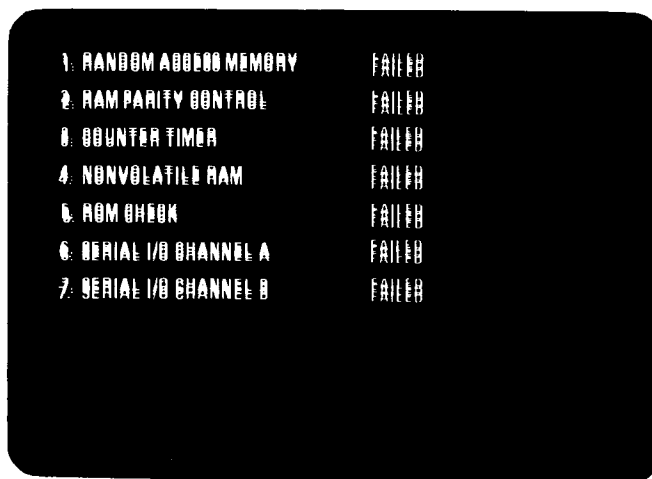 1. RANDOM ACCESS MEMORY FAILED
2. RAM PARITY CONTROL FAILED
3. COUNTER TIMER FAILED
4. NONVOLATILE RAM FAILED
5. ROM CHECK FAILED
6. SERIAL I/O CHANNEL A FAILED
7. SERIAL I/O CHANNEL B FAILED